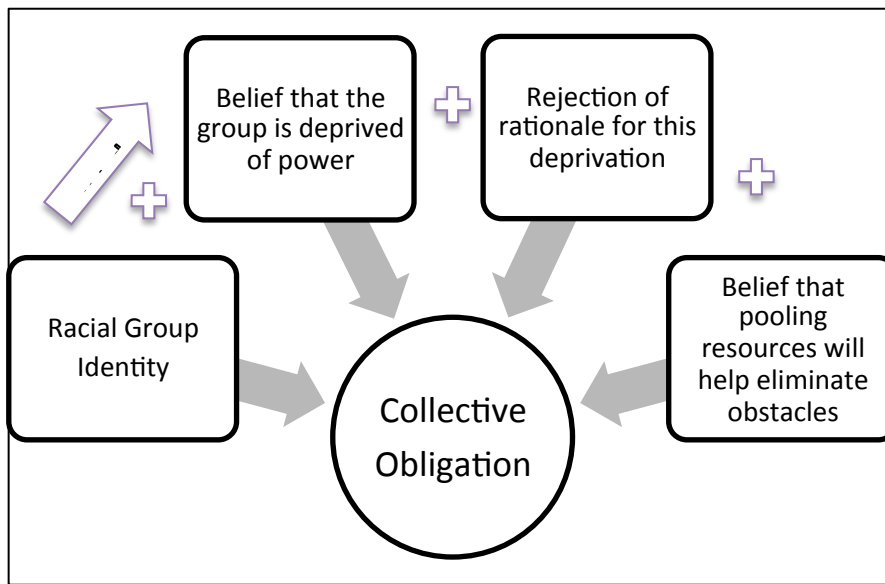 Belief that the
group is deprived
of power
Rejection of
rationale for this
deprivation
Racial Group
Identity
Belief that
pooling
resources will
help eliminate
obstacles
Collective
Obligation